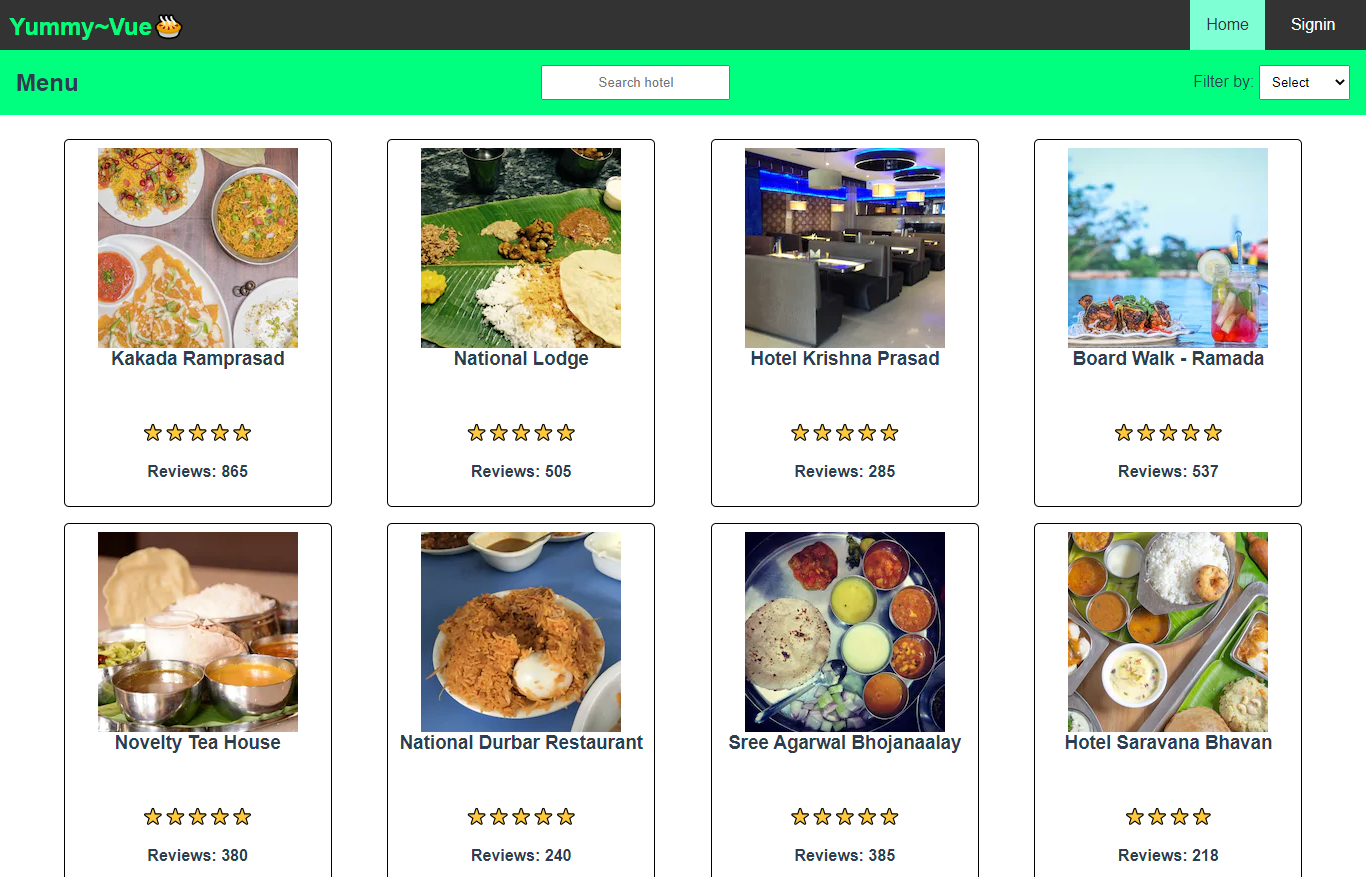 Yummy~Vue
Home
Signin
Menu
Search hotel
Filter by:
Select
Kakada Ramprasad
National Lodge
Hotel Krishna Prasad
Board Walk - Ramada
Reviews: 865
Reviews: 505
Reviews: 285
Reviews: 537
Novelty Tea House
National Durbar Restaurant
Sree Agarwal Bhojanaalay
Hotel Saravana Bhavan
Reviews: 380
Reviews: 240
Reviews: 385
Reviews: 218